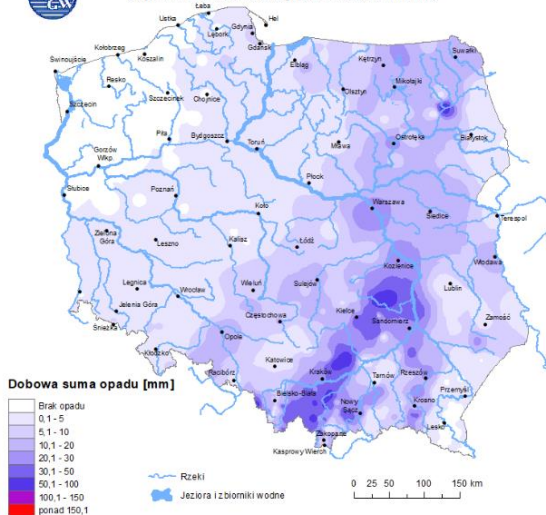 GW
Łeba
Ustka
Hel
Lębork
Gdynia
Gdańsk
Kołobrzeg
Koszalin
Świnoujście
Resko
Elbląg
Kętrzyn
Suwałki
Mikołajki
Szczecinek
Chojnice
Olsztyn
Szczecin
Piła
Bydgoszcz
Toruń
Mława
Ostrołęka
Białystok
Gorzów
Wlkp
Płock
Słubice
Poznań
Koło
Warszawa
Siedlce
Terespol
Zielona
Góra
Leszno
Kalisz
Łódź
Kozienice
Włodawa
Legnica
Wrocław
Wieluń
Sulejów
Lublin
Jelenia Góra
Częstochowa
Kielce
Sandomierz
Zamość
Śnieżka
Opole
Kłodzko
Katowice
Racibórz
Kraków
Tarnów
Rzeszów
Przemyśl
Bielsko-Biała
Nowy
Sącz
Krosno
Lesko
Zakopane
Kasprowy Wierch
Dobowa suma opadu [mm]
Brak opadu
0,1 - 5
5,1 - 10
10,1 - 20
20,1 - 30
30,1 - 50
50,1 - 100
100,1 - 150
ponad 150,1
Rzeki
Jeziora i zbiorniki wodne
0 25 50 100 150 km